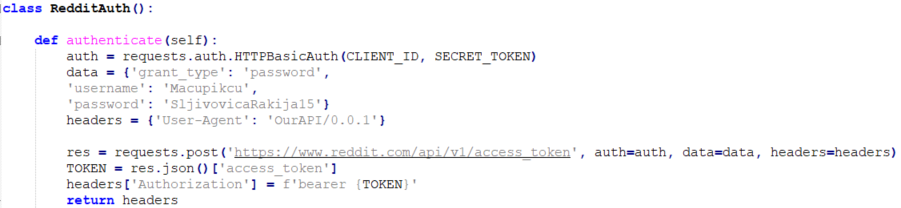 class RedditAuth():
def authenticate(self):
auth = requests.auth.HTTPBasicAuth(CLIENT_ID, SECRET_TOKEN)
data = {'grant_type': 'password',
'username': 'Macupikcu',
'password': 'SljivovicaRakija15'}
headers = {'User-Agent': 'OurAPI/0.0.1'}
res = requests.post('https://www.reddit.com/api/v1/access_token', auth=auth, data=data, headers=headers)
TOKEN = res.json()['access_token']
headers['Authorization'] = f'bearer {TOKEN}'
return headers